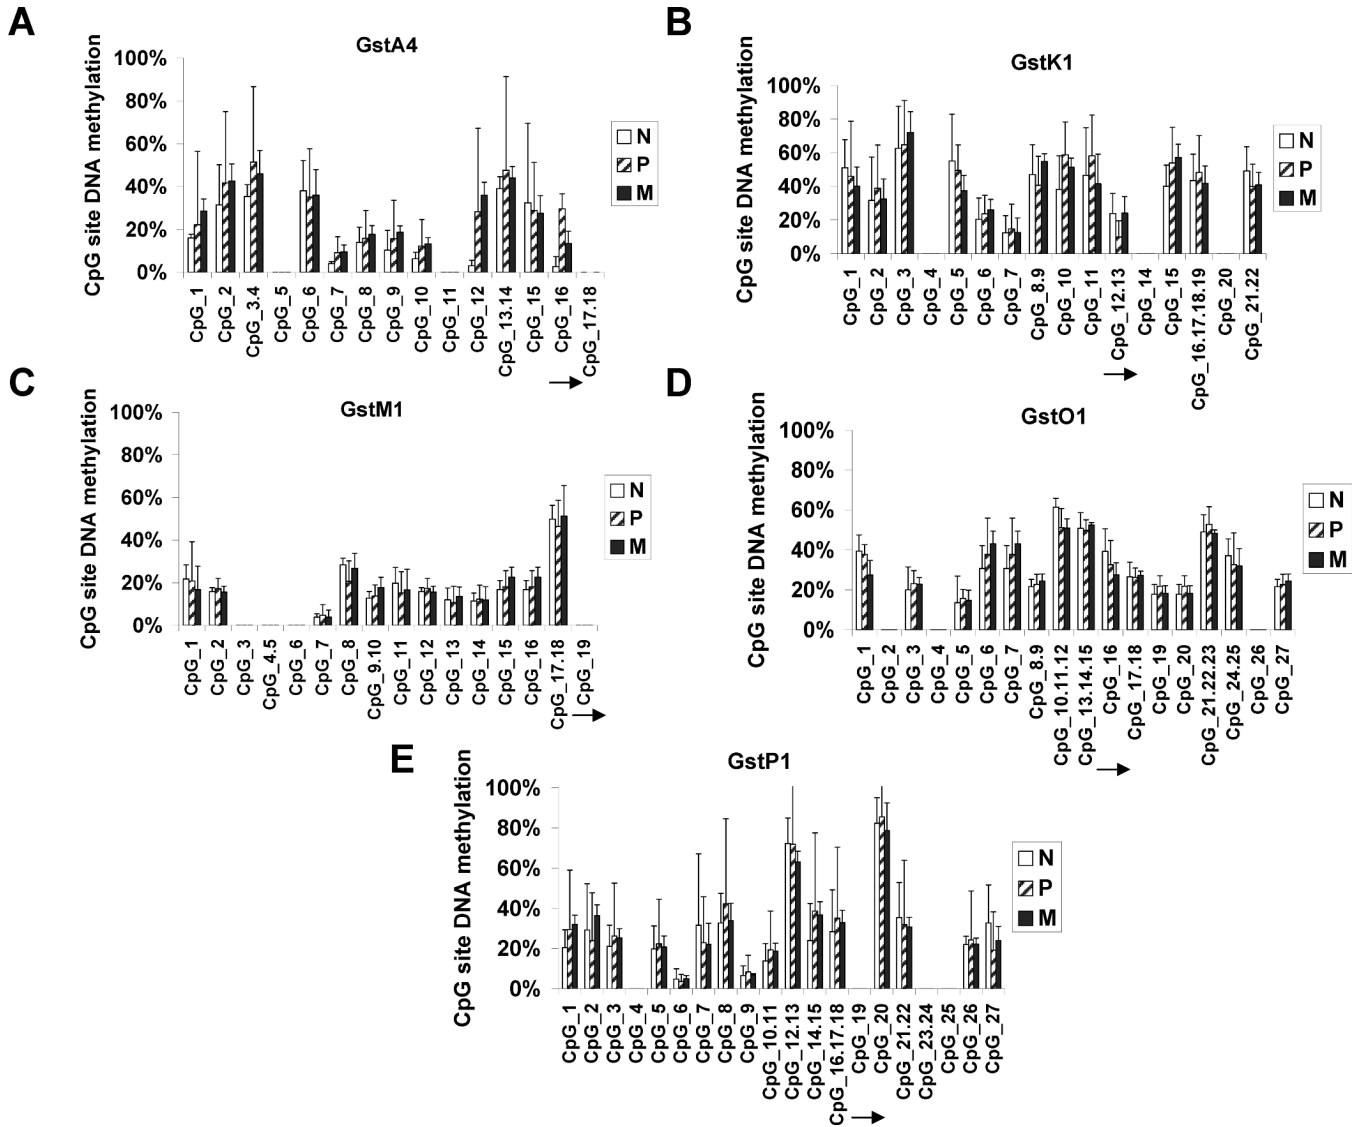 A
GstA4
CpG site DNA methylation
100%
80%
60%
40%
20%
0%
CpG_1
CpG_2
CpG_3.4
CpG_5
CpG_6
CpG_7
CpG_8
CpG_9
CpG_10
CpG_11
CpG_12
CpG_13.14
CpG_15
CpG_16
CpG_17.18
N
P
M
B
GstK1
CpG site DNA methylation
100%
80%
60%
40%
20%
0%
CpG_1
CpG_2
CpG_3
CpG_4
CpG_5
CpG_6
CpG_7
CpG_8.9
CpG_10
CpG_11
CpG_12.13
CpG_14
CpG_15
CpG_16.17.18.19
CpG_20
CpG_21.22
N
P
M
C
GstM1
CpG site DNA methylation
100%
80%
60%
40%
20%
0%
CpG_1
CpG_2
CpG_3
CpG_4.5
CpG_6
CpG_7
CpG_8
CpG_9.10
CpG_11
CpG_12
CpG_13
CpG_14
CpG_15
CpG_16
CpG_17.18
CpG_19
N
P
M
D
GstO1
CpG site DNA methylation
100%
80%
60%
40%
20%
0%
CpG_1
CpG_2
CpG_3
CpG_4
CpG_5
CpG_6
CpG_7
CpG_8.9
CpG_10.11.12
CpG_13.14.15
CpG_16
CpG_17.18
CpG_19
CpG_20
CpG_21.22.23
CpG_24.25
CpG_26
CpG_27
N
P
M
E
GstP1
CpG site DNA methylation
100%
80%
60%
40%
20%
0%
CpG_1
CpG_2
CpG_3
CpG_4
CpG_5
CpG_6
CpG_7
CpG_8
CpG_9
CpG_10.11
CpG_12.13
CpG_14.15
CpG_16.17.18
CpG_19
CpG_20
CpG_21.22
CpG_23.24
CpG_25
CpG_26
CpG_27
N
P
M